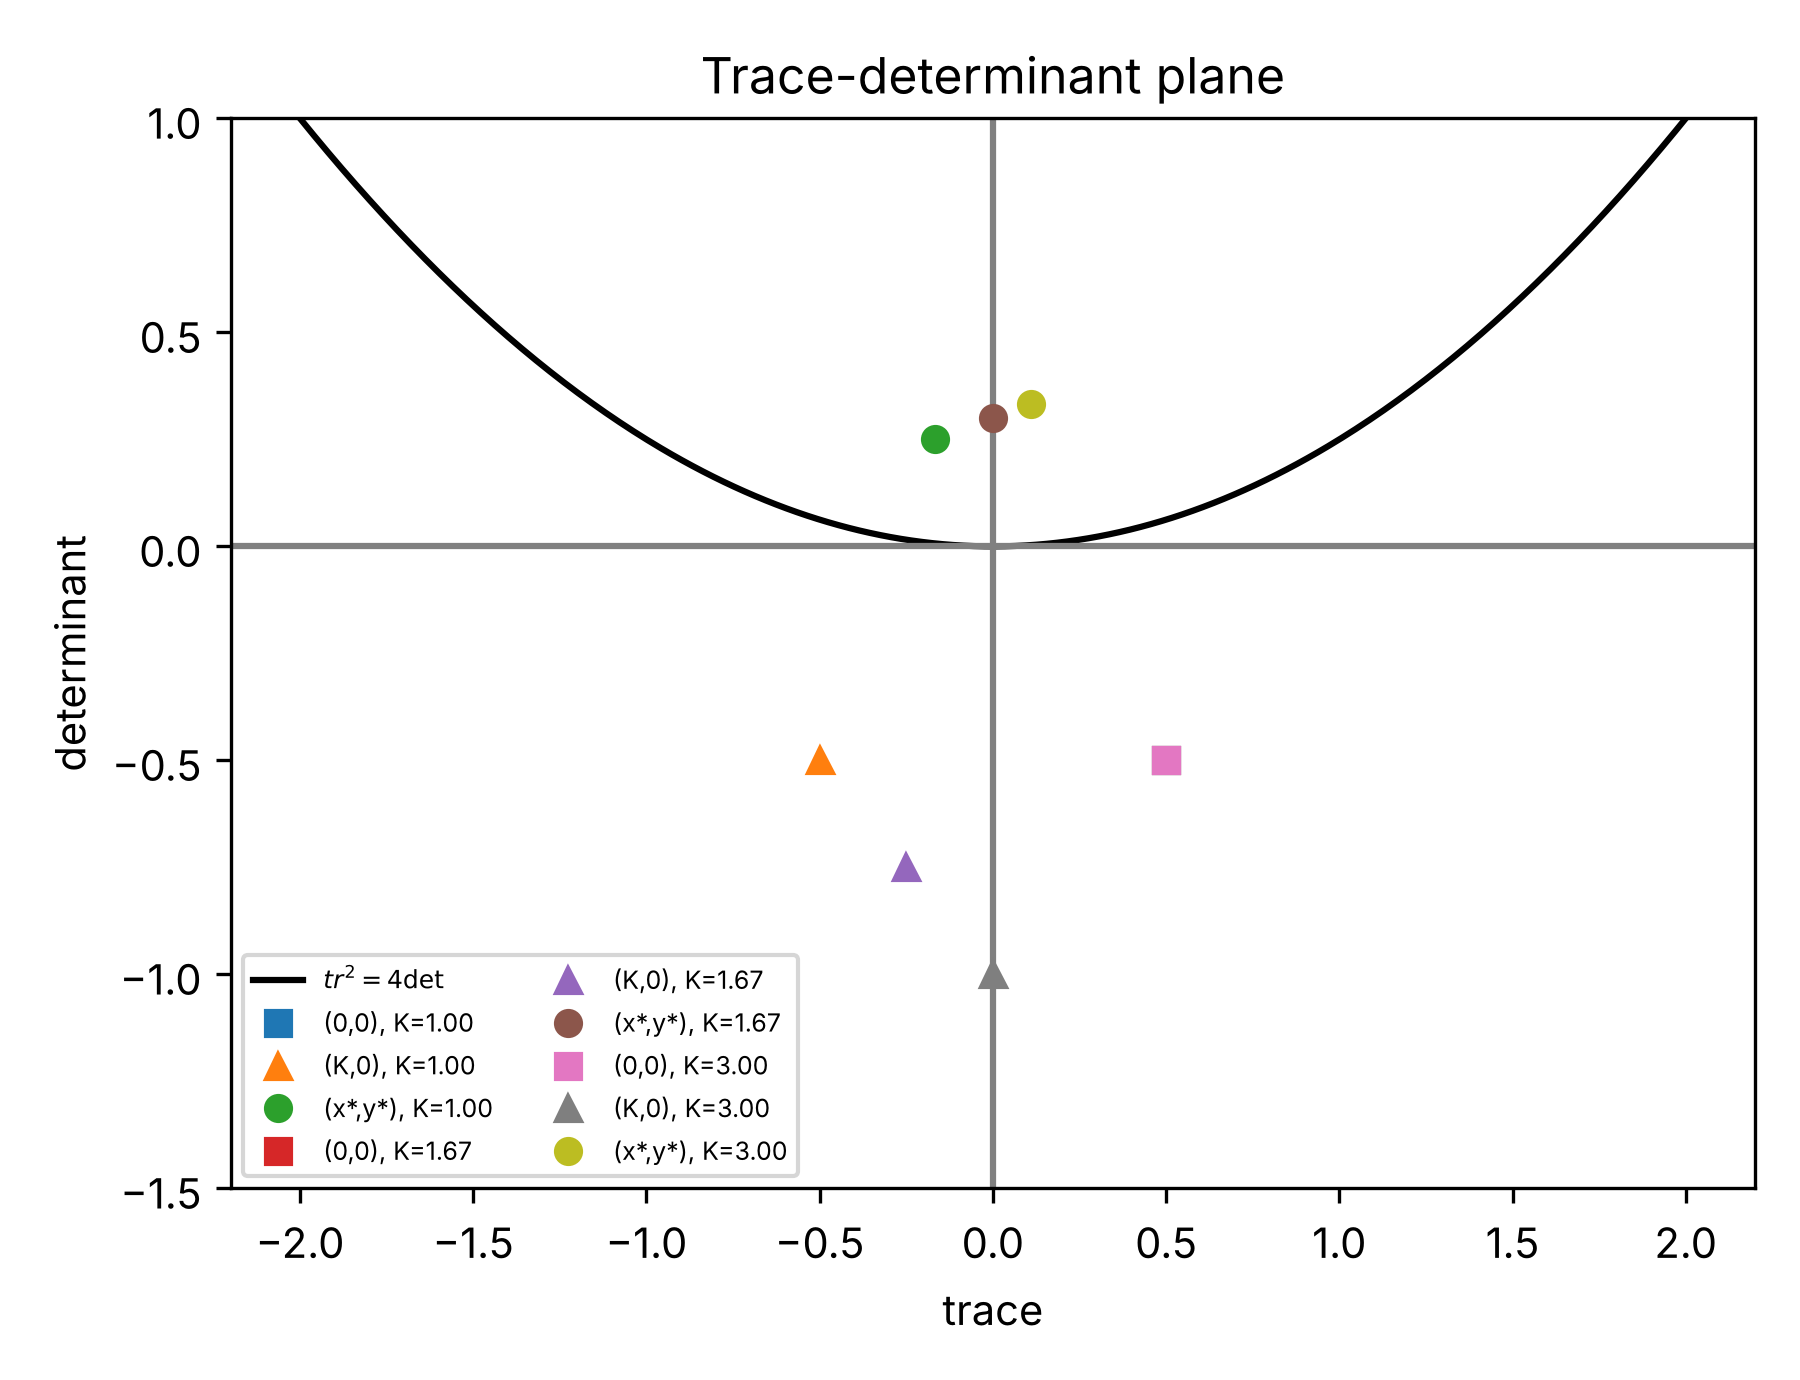 Trace-determinant plane
1.0
0.5
0.0
−0.5
−1.0
−1.5
determinant
tr² = 4det
(0,0), K=1.00
(K,0), K=1.00
(x*,y*), K=1.00
(0,0), K=1.67
(K,0), K=1.67
(x*,y*), K=1.67
(0,0), K=3.00
(K,0), K=3.00
(x*,y*), K=3.00
−2.0 −1.5 −1.0 −0.5 0.0 0.5 1.0 1.5 2.0
trace